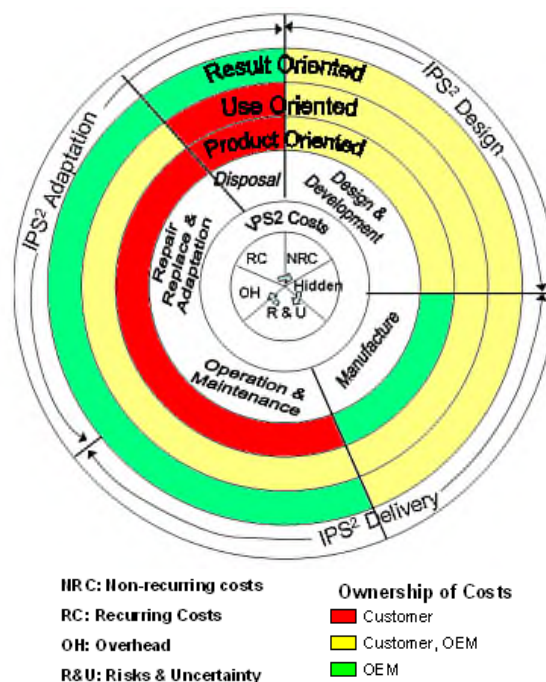 IPS² Design
IPS² Adaptation
Result Oriented
Use Oriented
Product Oriented
Disposal
Design &
Development
Repair
Replace &
Adaptation
IPS2 Costs
RC
NRC
OH
Hidden
R & U
Manufacture
Operation &
Maintenance
IPS² Delivery
NRC: Non-recurring costs
RC: Recurring Costs
OH: Overhead
R&U: Risks & Uncertainty
Ownership of Costs
Customer
Customer, OEM
OEM